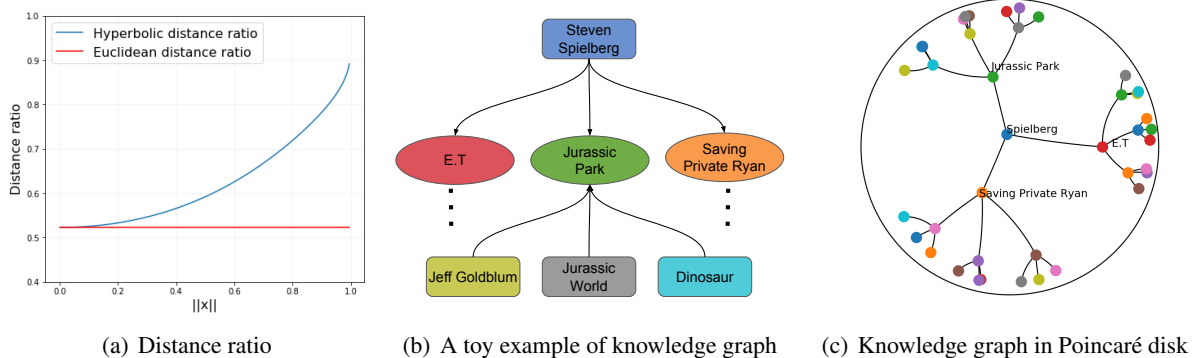 1.0
0.9
0.8
0.7
0.6
0.5
0.4
Distance ratio
Hyperbolic distance ratio
Euclidean distance ratio
0.0 0.2 0.4 0.6 0.8 1.0
||x||
(a) Distance ratio
Steven
Spielberg
E.T
Jurassic
Park
Saving
Private Ryan
Jeff Goldblum
Jurassic
World
Dinosaur
(b) A toy example of knowledge graph
Jurassic Park
Spielberg
E.T
Saving Private Ryan
(c) Knowledge graph in Poincaré disk